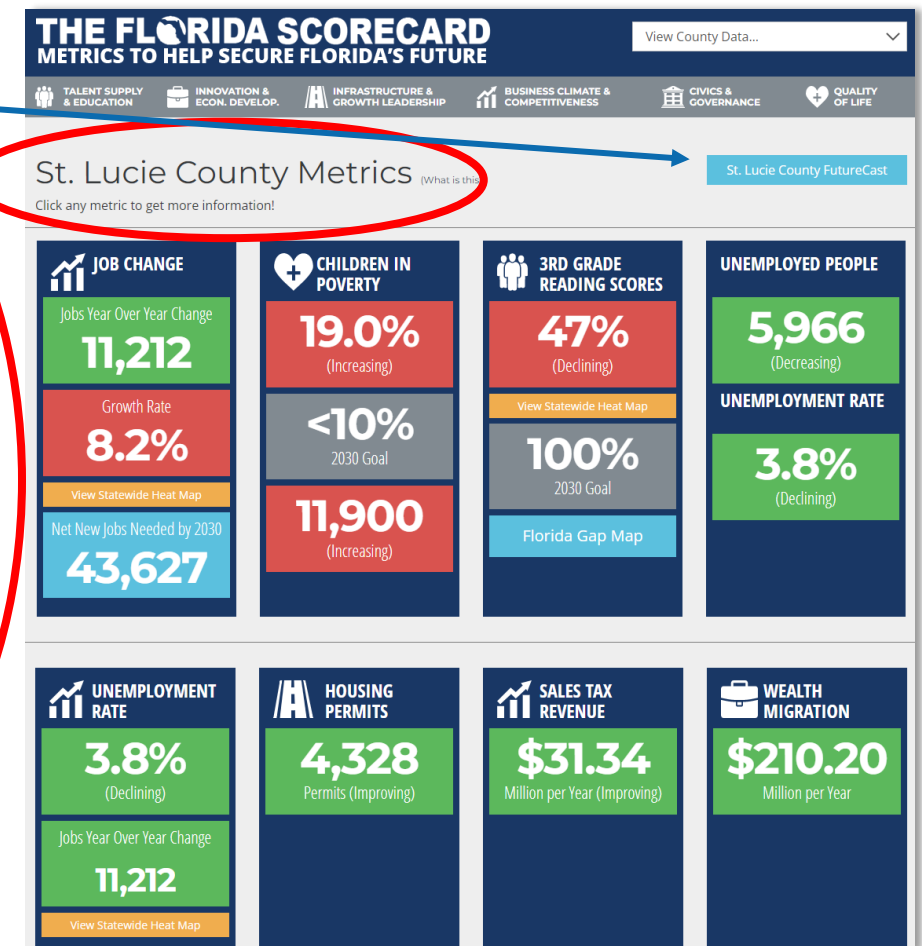 THE FLORIDA SCORECARD
METRICS TO HELP SECURE FLORIDA'S FUTURE
View County Data...
TALENT SUPPLY
& EDUCATION
INNOVATION &
ECON. DEVELOP.
INFRASTRUCTURE &
GROWTH LEADERSHIP
BUSINESS CLIMATE &
COMPETITIVENESS
CIVICS &
GOVERNANCE
QUALITY
OF LIFE
St. Lucie County Metrics (What is this
Click any metric to get more information!
St. Lucie County FutureCast
JOB CHANGE
Jobs Year Over Year Change
11,212
Growth Rate
8.2%
View Statewide Heat Map
Net New Jobs Needed by 2030
43,627
CHILDREN IN
POVERTY
19.0%
(Increasing)
<10%
2030 Goal
11,900
(Increasing)
3RD GRADE
READING SCORES
47%
(Declining)
View Statewide Heat Map
100%
2030 Goal
Florida Gap Map
UNEMPLOYED PEOPLE
5,966
(Decreasing)
UNEMPLOYMENT RATE
3.8%
(Declining)
UNEMPLOYMENT
RATE
3.8%
(Declining)
Jobs Year Over Year Change
11,212
View Statewide Heat Map
HOUSING
PERMITS
4,328
Permits (Improving)
SALES TAX
REVENUE
$31.34
Million per Year (Improving)
WEALTH
MIGRATION
$210.20
Million per Year